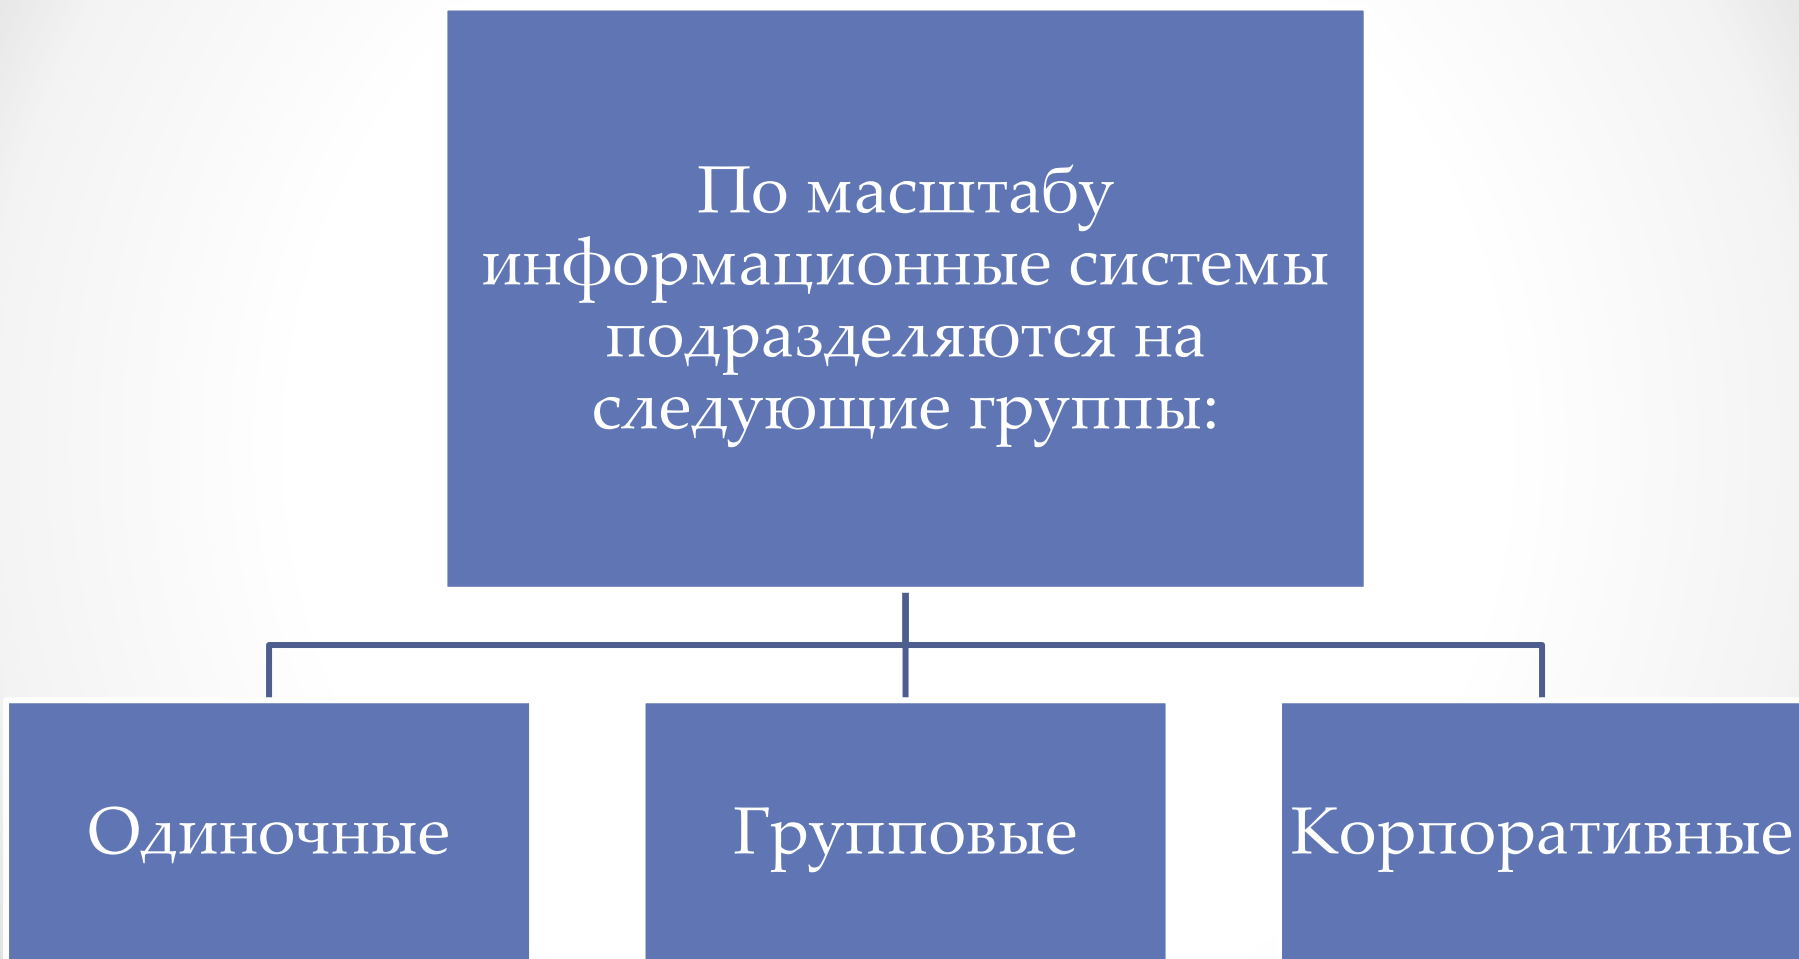 По масштабу
информационные системы
подразделяются на
следующие группы:
Одиночные
Групповые
Корпоративные